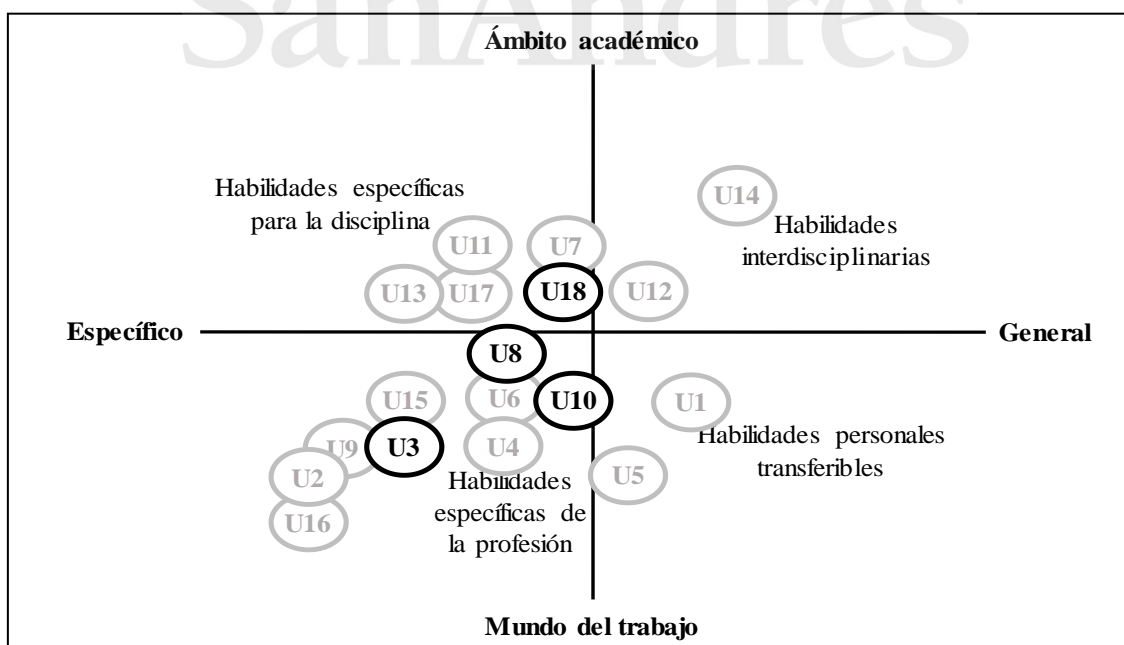 SanAndrés
Ámbito académico
Habilidades específicas
para la disciplina
U14
Habilidades
interdisciplinarias
U11
U7
U13
U17
U18
U12
Específico
General
U8
U15
U6
U10
U1
Habilidades personales
transferibles
U9
U3
U4
U5
U2
Habilidades
específicas de
la profesión
U16
Mundo del trabajo